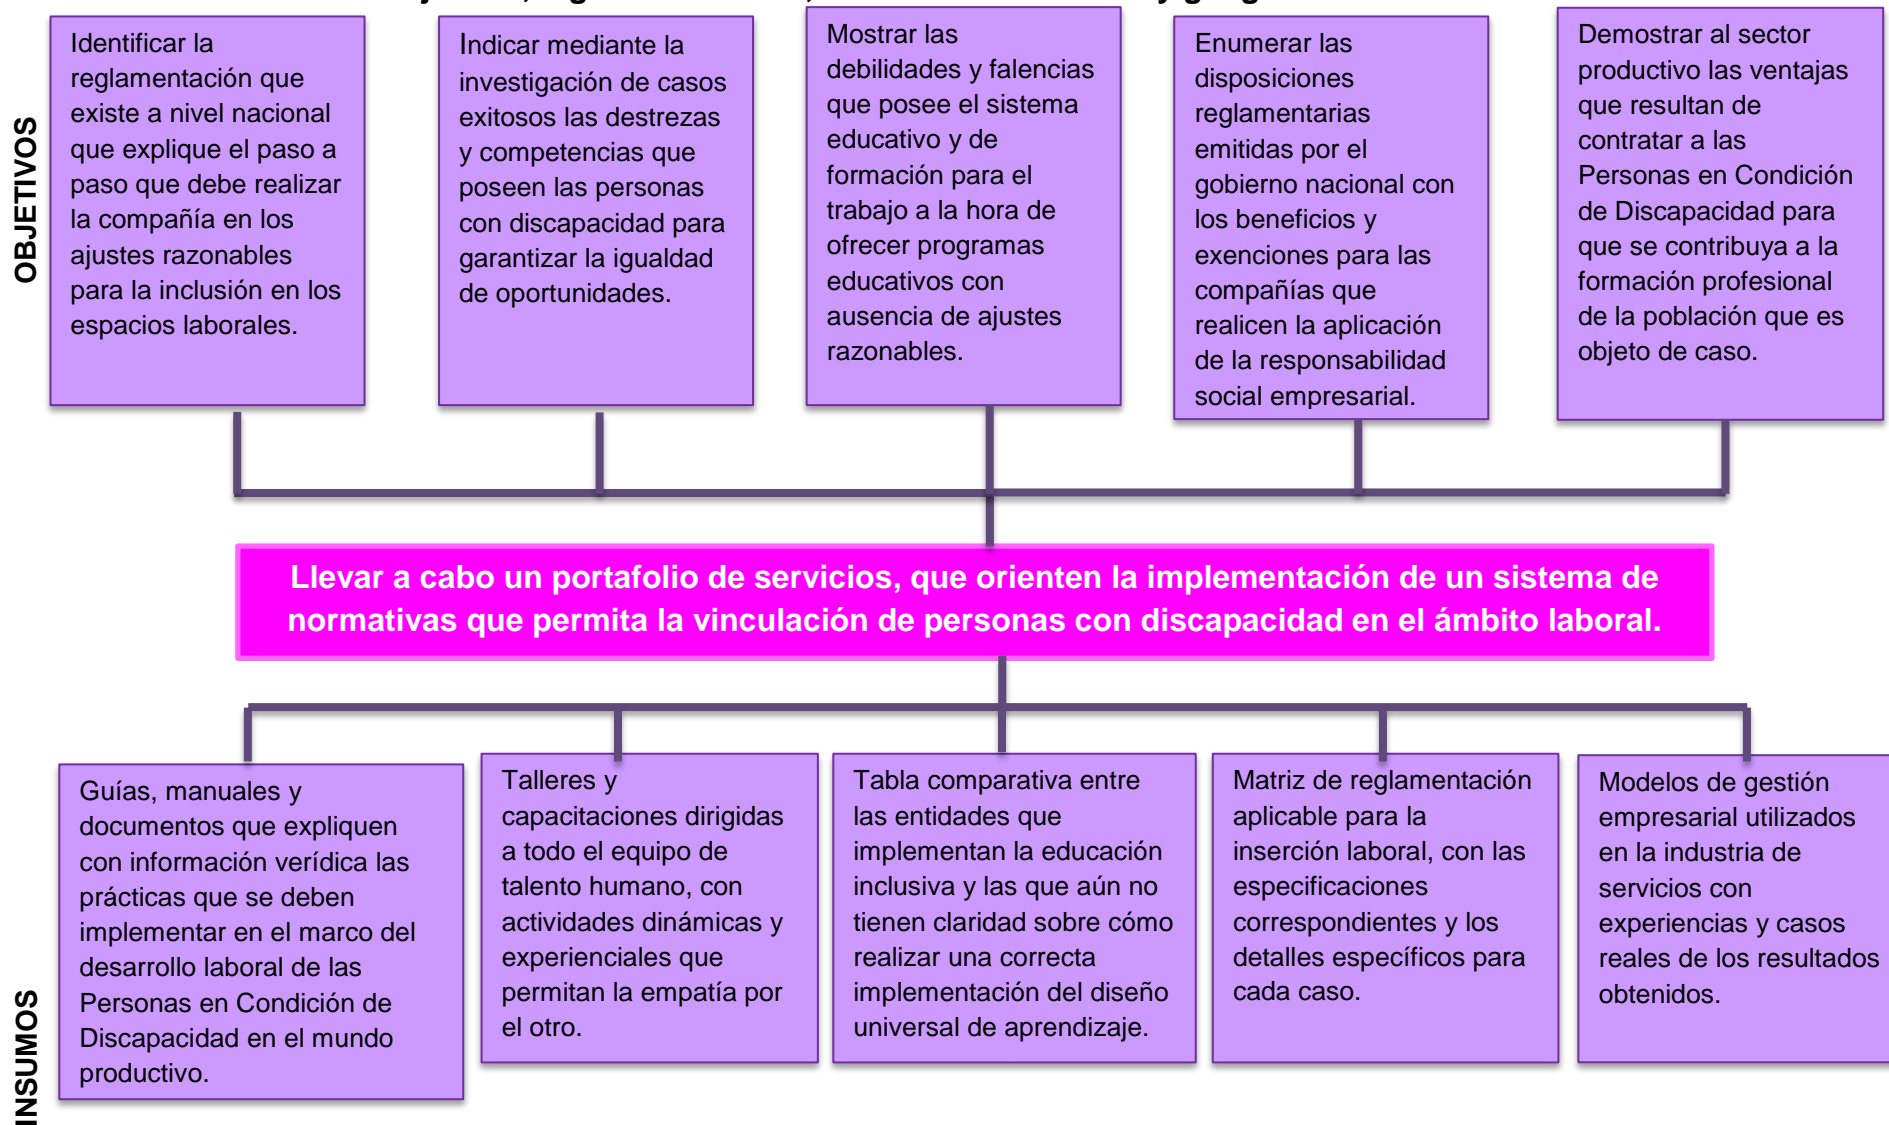 OBJETIVOS
Identificar la
reglamentación que
existe a nivel nacional
que explique el paso a
paso que debe realizar
la compañía en los
ajustes razonables
para la inclusión en los
espacios laborales.
Indicar mediante la
investigación de casos
exitosos las destrezas
y competencias que
poseen las personas
con discapacidad para
garantizar la igualdad
de oportunidades.
Mostrar las
debilidades y falencias
que posee el sistema
educativo y de
formación para el
trabajo a la hora de
ofrecer programas
educativos con
ausencia de ajustes
razonables.
Enumerar las
disposiciones
reglamentarias
emitidas por el
gobierno nacional con
los beneficios y
exenciones para las
compañías que
realicen la aplicación
de la responsabilidad
social empresarial.
Demostrar al sector
productivo las ventajas
que resultan de
contratar a las
Personas en Condición
de Discapacidad para
que se contribuya a la
formación profesional
de la población que es
objeto de caso.
Llevar a cabo un portafolio de servicios, que orienten la implementación de un sistema de
normativas que permita la vinculación de personas con discapacidad en el ámbito laboral.
INSUMOS
Guías, manuales y
documentos que expliquen
con información verídica las
prácticas que se deben
implementar en el marco del
desarrollo laboral de las
Personas en Condición de
Discapacidad en el mundo
productivo.
Talleres y
capacitaciones dirigidas
a todo el equipo de
talento humano, con
actividades dinámicas y
experienciales que
permitan la empatía por
el otro.
Tabla comparativa entre
las entidades que
implementan la educación
inclusiva y las que aún no
tienen claridad sobre cómo
realizar una correcta
implementación del diseño
universal de aprendizaje.
Matriz de reglamentación
aplicable para la
inserción laboral, con las
especificaciones
correspondientes y los
detalles específicos para
cada caso.
Modelos de gestión
empresarial utilizados
en la industria de
servicios con
experiencias y casos
reales de los resultados
obtenidos.